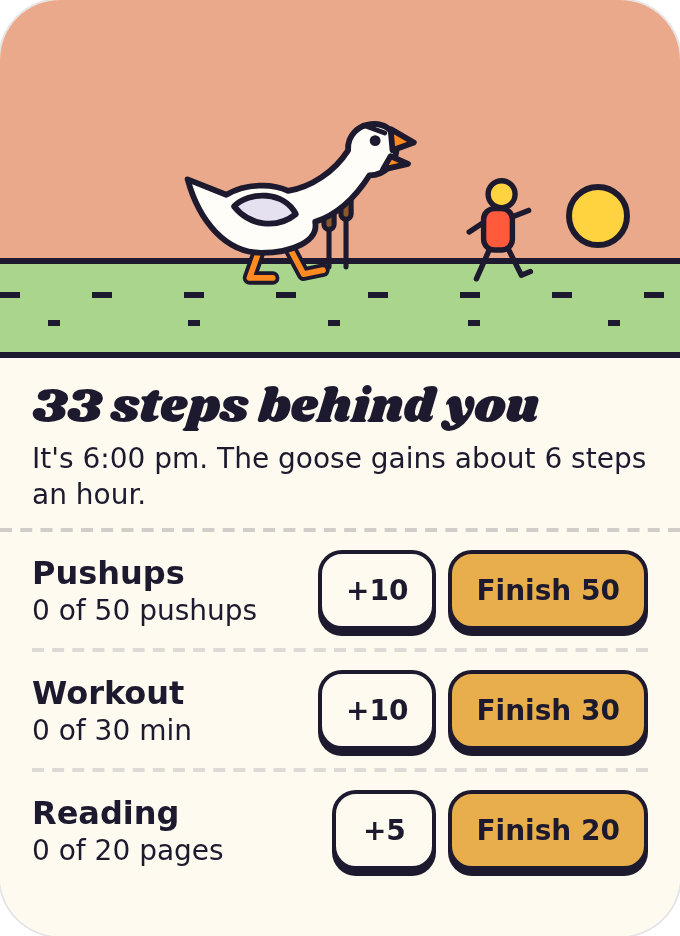 33 steps behind you
It's 6:00 pm. The goose gains about 6 steps
an hour.
Pushups
0 of 50 pushups
+10
Finish 50
Workout
0 of 30 min
+10
Finish 30
Reading
0 of 20 pages
+5
Finish 20